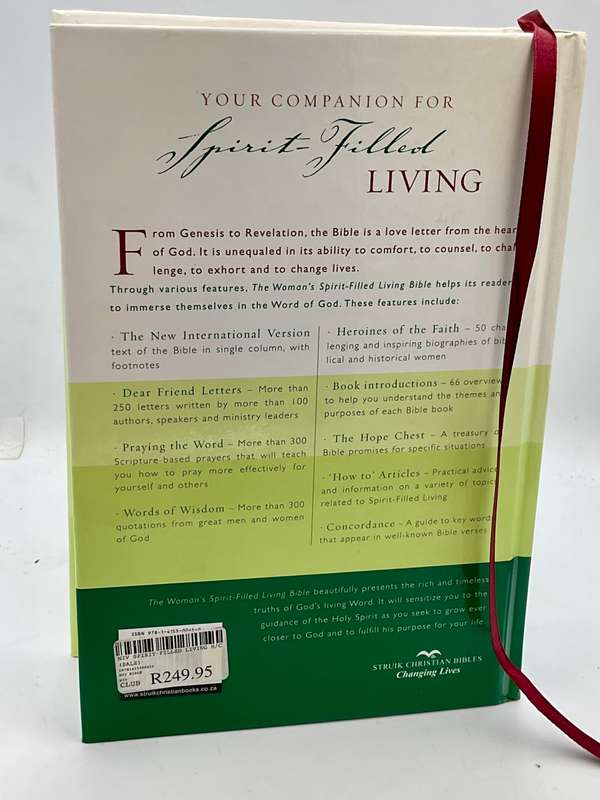 YOUR COMPANION FOR
Spirit-Filled
LIVING
From Genesis to Revelation, the Bible is a love letter from the hear
of God. It is unequaled in its ability to comfort, to counsel, to chal
lenge, to exhort and to change lives.
Through various features, The Woman's Spirit-Filled Living Bible helps its reader
to immerse themselves in the Word of God. These features include:
· The New International Version
text of the Bible in single column, with
footnotes
· Dear Friend Letters – More than
250 letters written by more than 100
authors, speakers and ministry leaders
· Praying the Word – More than 300
Scripture-based prayers that will teach
you how to pray more effectively for
yourself and others
· Words of Wisdom – More than 300
quotations from great men and women
of God
· Heroines of the Faith – 50 cha
lenging and inspiring biographies of bib
lical and historical women
· Book introductions – 66 overview
to help you understand the themes an
purposes of each Bible book
· The Hope Chest – A treasury o
Bible promises for specific situations
· 'How to' Articles – Practical advice
and information on a variety of topics
related to Spirit-Filled Living
· Concordance – A guide to key words
that appear in well-known Bible verses
The Woman's Spirit-Filled Living Bible beautifully presents the rich and timeless
truths of God's living Word. It will sensitize you to the
guidance of the Holy Spirit as you seek to grow ever
closer to God and to fulfill his purpose for your life.
STRUIK CHRISTIAN BIBLES
Changing Lives
NIV SPIRIT-FILLED LIVING H/C
(SALE)
CLUB R249.95
www.struikchristianbooks.co.za